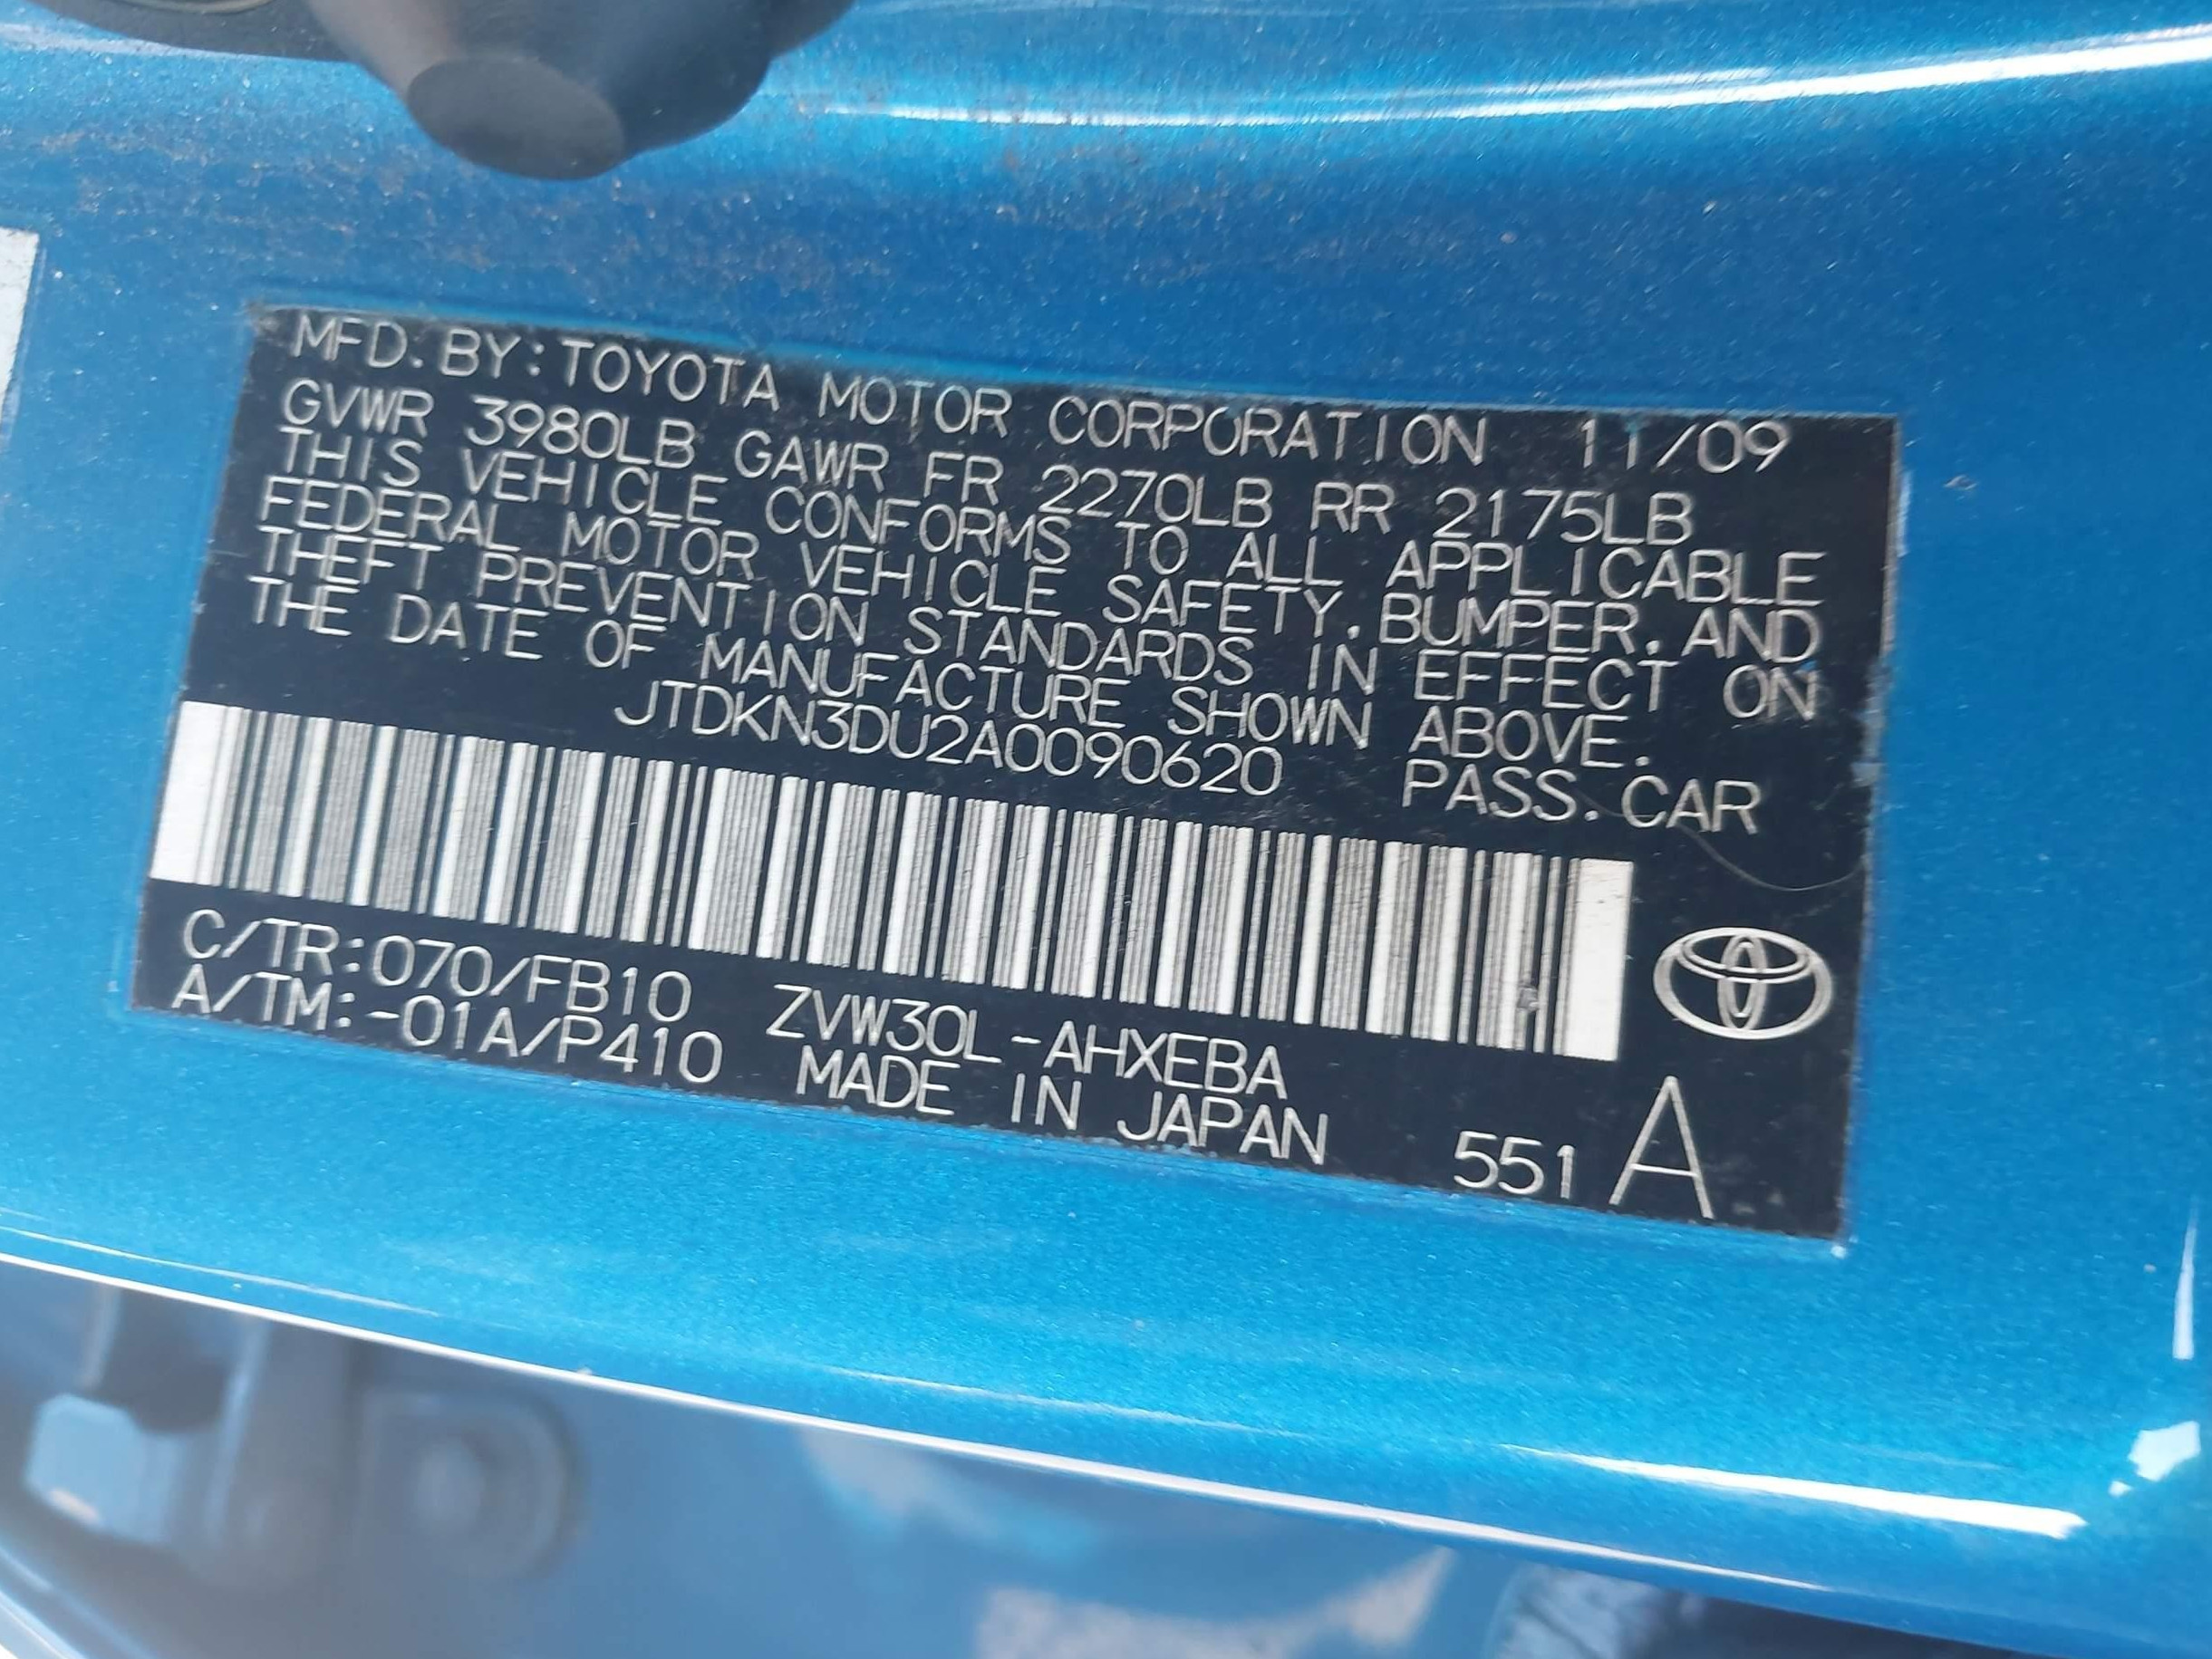 MFD. BY: TOYOTA MOTOR CORPORATION 11/09
GVWR 3980LB GAWR FR 2270LB RR 2175LB
THIS VEHICLE CONFORMS TO ALL APPLICABLE
FEDERAL MOTOR VEHICLE SAFETY, BUMPER, AND
THEFT PREVENTION STANDARDS IN EFFECT ON
THE DATE OF MANUFACTURE SHOWN ABOVE.
JTDKN3DU2A0090620 PASS. CAR
C/TR:070/FB10 ZVW30L-AHXEBA
A/TM:-01A/P410 MADE IN JAPAN 551 A